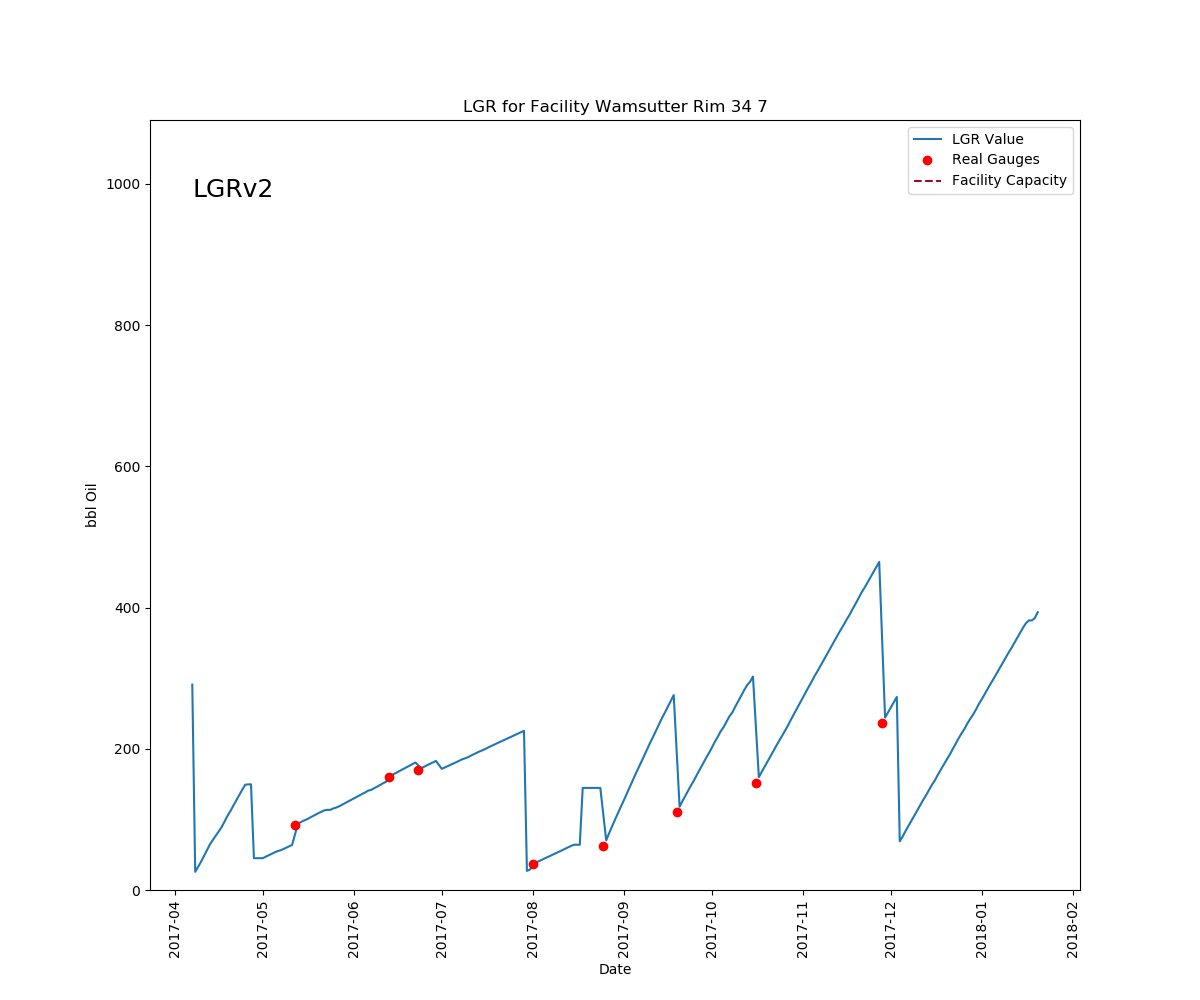 LGR for Facility Wamsutter Rim 34 7
LGRv2
LGR Value
Real Gauges
Facility Capacity
bbl Oil
1000
800
600
400
200
0
2017-04
2017-05
2017-06
2017-07
2017-08
2017-09
2017-10
2017-11
2017-12
2018-01
2018-02
Date